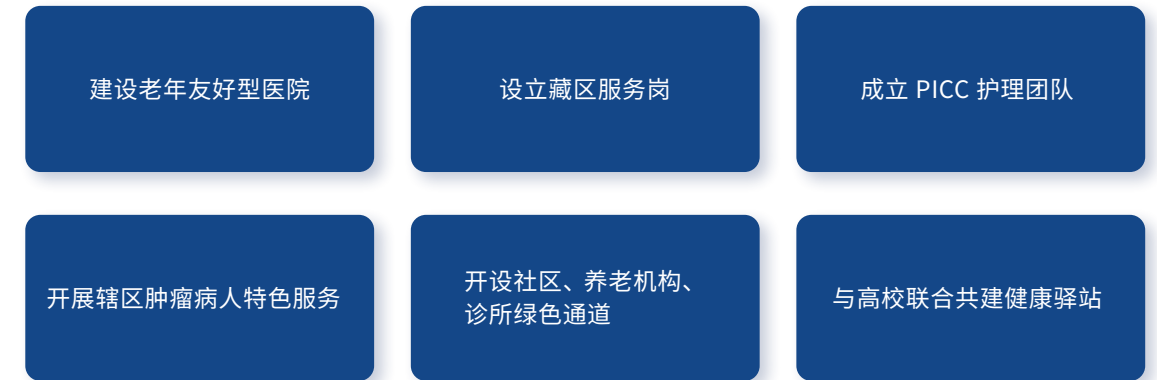 建设老年友好型医院
设立藏区服务岗
成立 PICC 护理团队
开展辖区肿瘤病人特色服务
开设社区、养老机构、
诊所绿色通道
与高校联合共建健康驿站